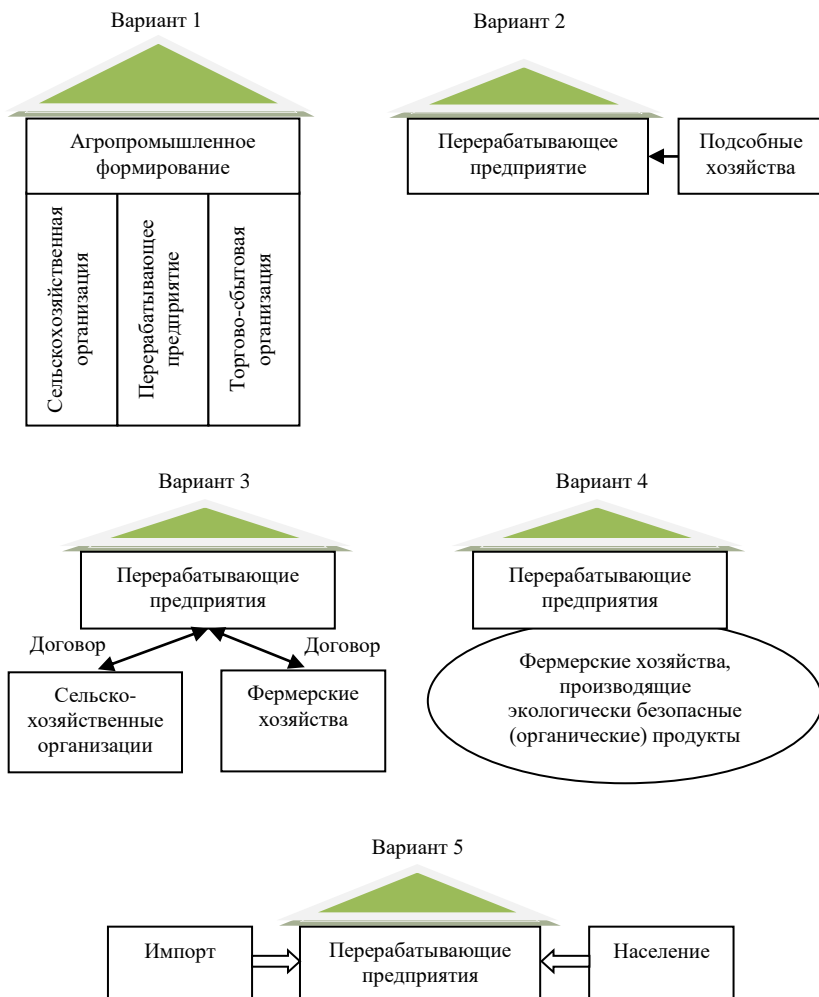 Вариант 1
Агропромышленное
формирование
Сельскохозяйственная
организация
Перерабатывающее
предприятие
Торгово-сбытовая
организация
Вариант 2
Перерабатывающее
предприятие
Подсобные
хозяйства
Вариант 3
Перерабатывающие
предприятия
Договор
Договор
Сельско-
хозяйственные
организации
Фермерские
хозяйства
Вариант 4
Перерабатывающие
предприятия
Фермерские хозяйства,
производящие
экологически безопасные
(органические) продукты
Вариант 5
Импорт
Перерабатывающие
предприятия
Население